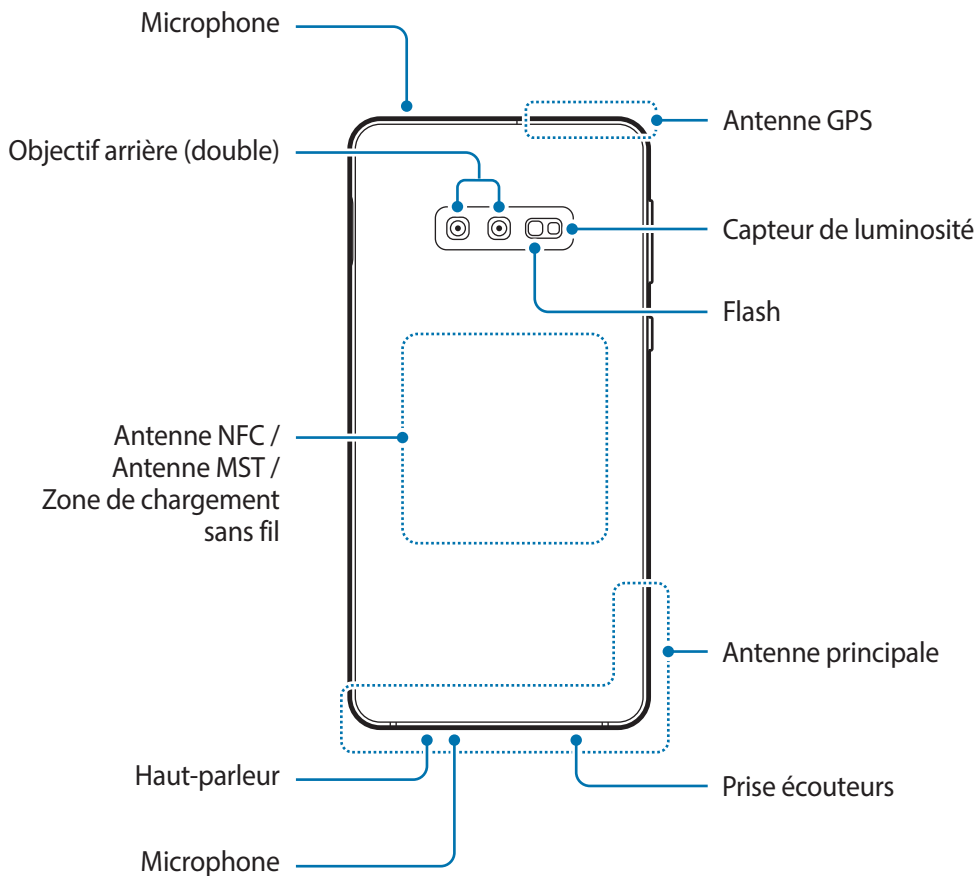 Microphone
Antenne GPS
Objectif arrière (double)
Capteur de luminosité
Flash
Antenne NFC /
Antenne MST /
Zone de chargement
sans fil
Antenne principale
Haut-parleur
Prise écouteurs
Microphone